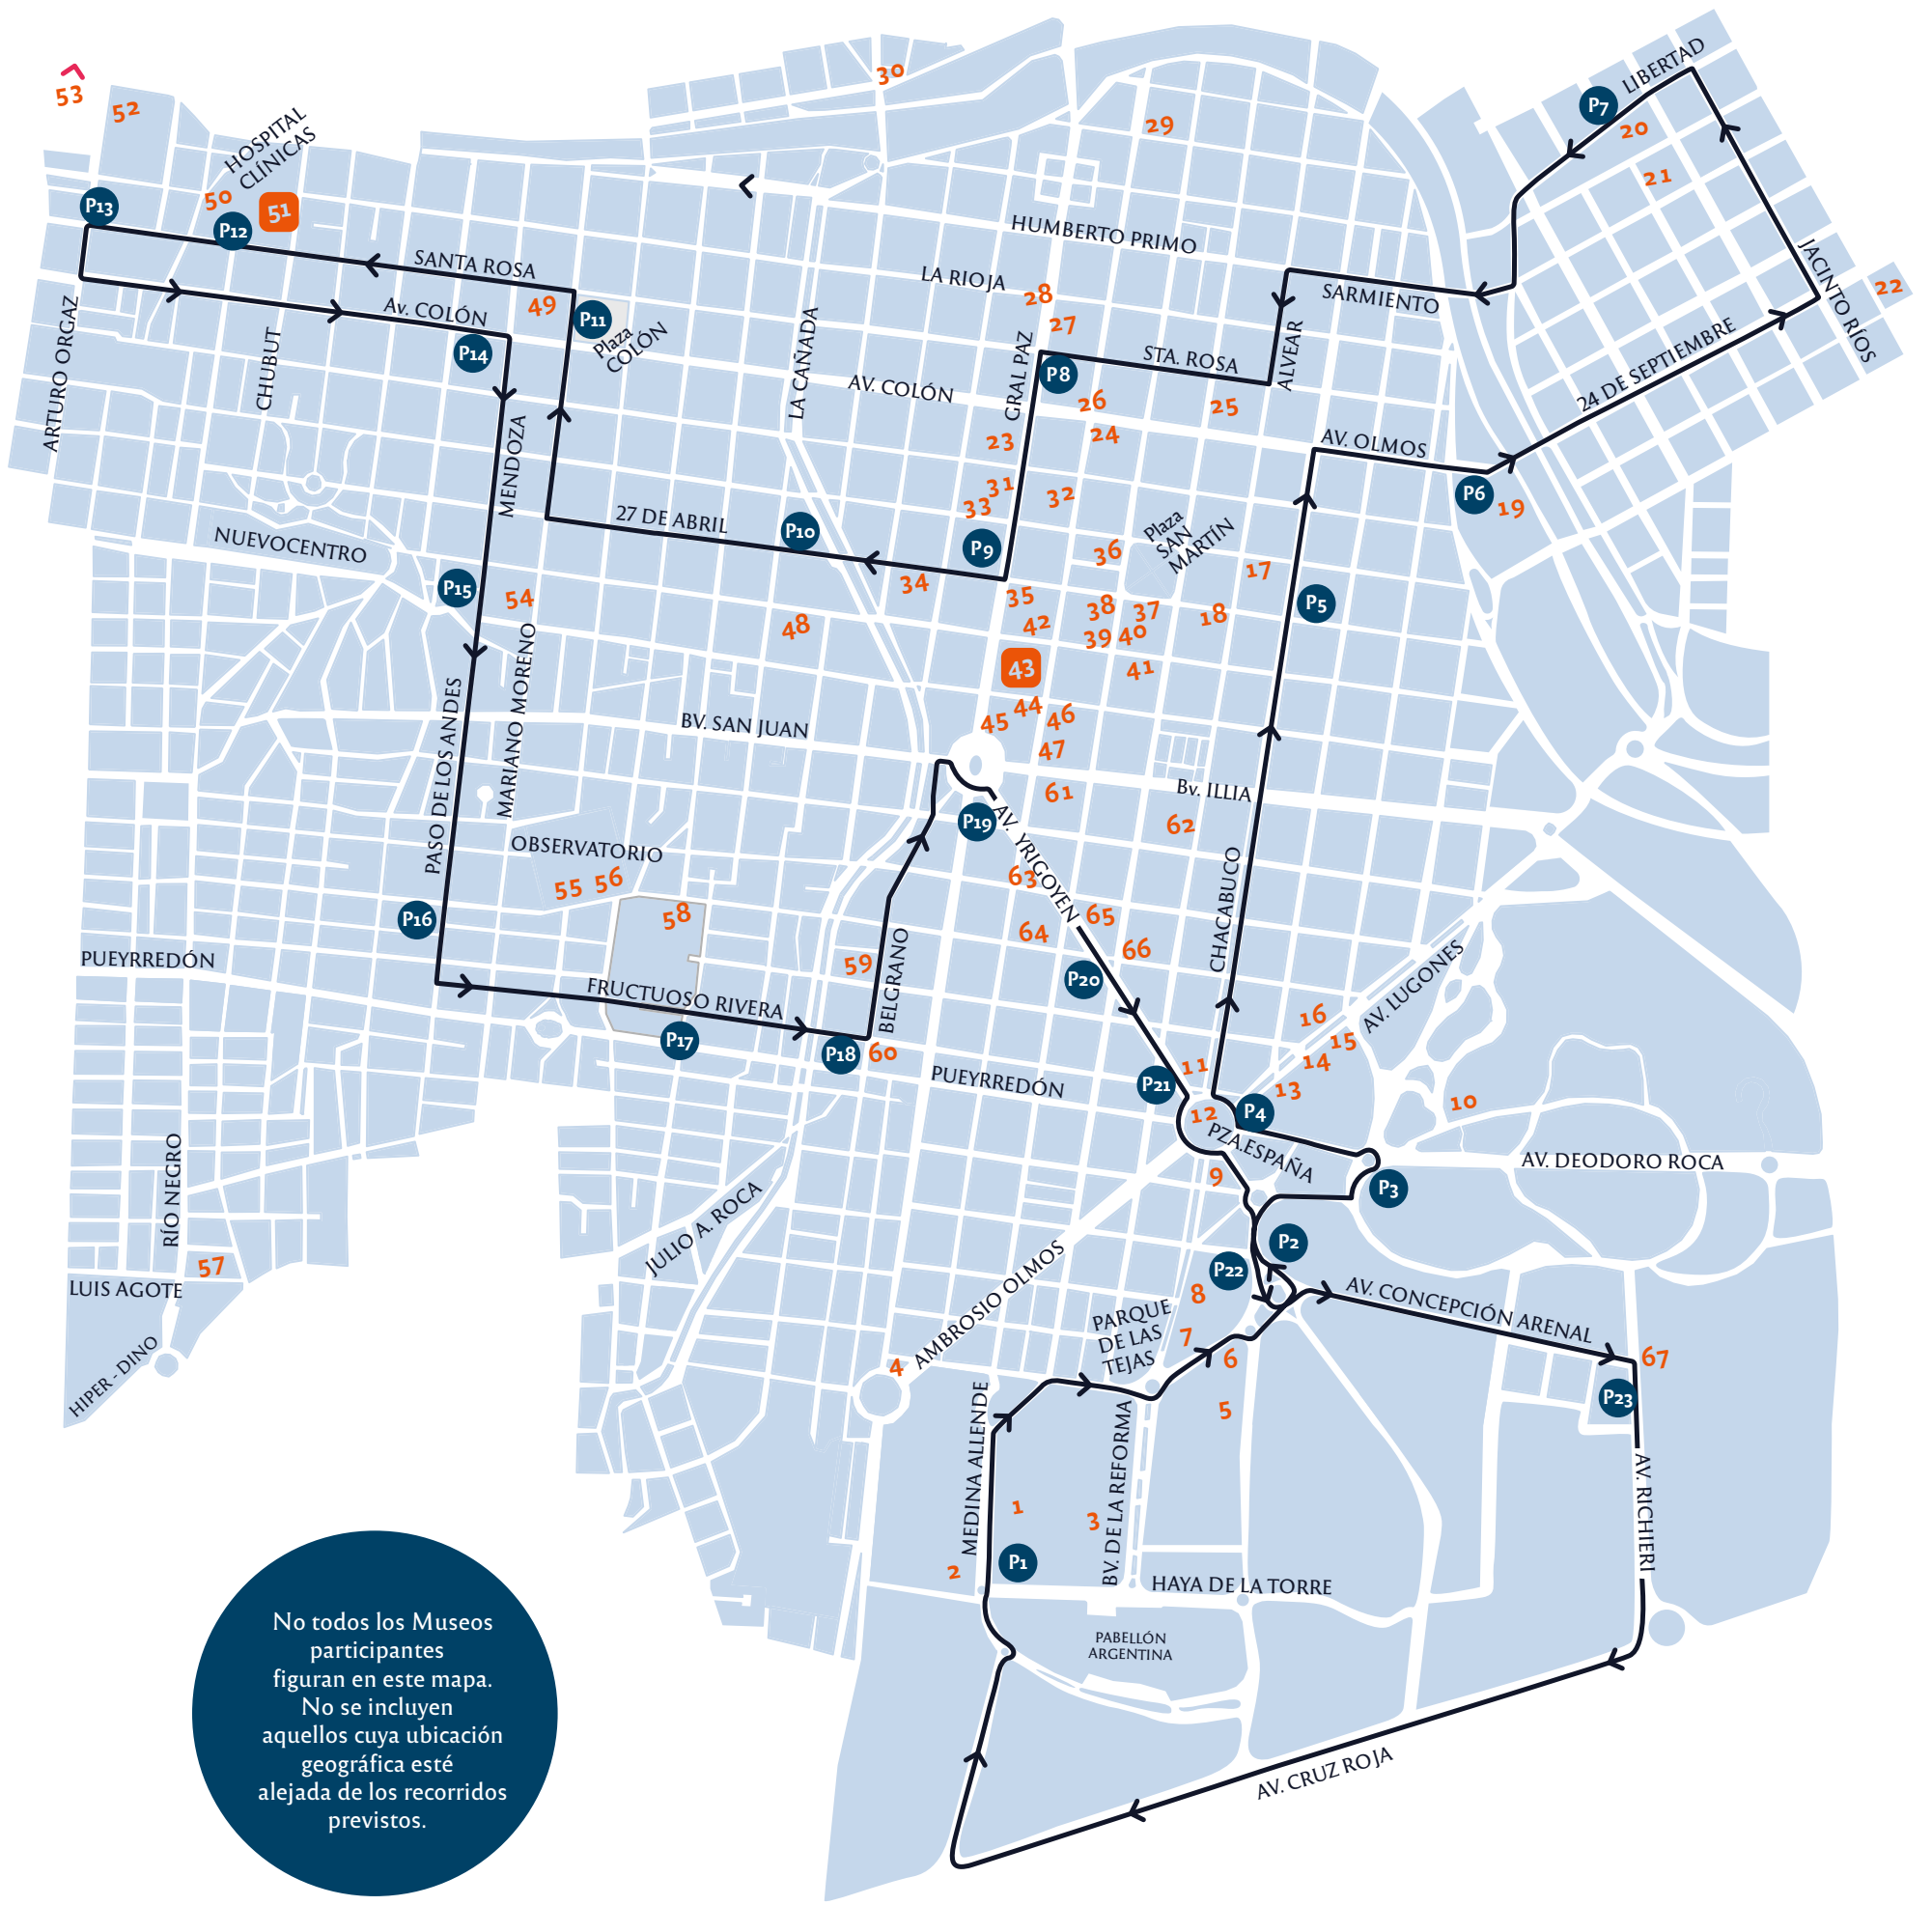 30
53
52
29
P7
LIBERTAD
20
HOSPITAL
CLÍNICAS
21
50
51
P13
P12
HUMBERTO PRIMO
SANTA ROSA
LA RIOJA
28
SARMIENTO
JACINTO RÍOS
22
49
P11
Plaza
COLÓN
Av. COLÓN
27
24 DE SEPTIEMBRE
ARTURO ORGAZ
CHUBUT
P14
LA CAÑADA
GRAL PAZ
STA. ROSA
ALVEAR
P8
AV. COLÓN
26
25
23
24
AV. OLMOS
MENDOZA
31
32
33
P6
19
27 DE ABRIL
P10
P9
Plaza
SAN
MARTÍN
NUEVOCENTRO
36
17
P15
54
34
35
38
37
18
P5
48
42
39
40
43
41
MARIANO MORENO
PASO DE LOS ANDES
BV. SAN JUAN
45
44
46
47
61
Bv. ILLIA
P19
AV. YRIGOYEN
62
OBSERVATORIO
55
56
63
58
CHACABUCO
P16
64
65
66
PUEYRREDÓN
59
BELGRANO
P20
AV. LUGONES
FRUCTUOSO RIVERA
16
P17
P18
60
15
14
PUEYRREDÓN
P21
11
13
10
12
P4
PZA.ESPAÑA
AV. DEODORO ROCA
9
P3
RÍO NEGRO
JULIO A. ROCA
57
P2
P22
LUIS AGOTE
8
AV. CONCEPCIÓN ARENAL
AMBROSIO OLMOS
PARQUE
DE LAS
TEJAS
7
6
67
HIPER - DINO
4
P23
5
MEDINA ALLENDE
BV. DE LA REFORMA
AV. RICHIERI
1
3
2
P1
HAYA DE LA TORRE
PABELLÓN
ARGENTINA
AV. CRUZ ROJA
No todos los Museos
participantes
figuran en este mapa.
No se incluyen
aquellos cuya ubicación
geográfica esté
alejada de los recorridos
previstos.